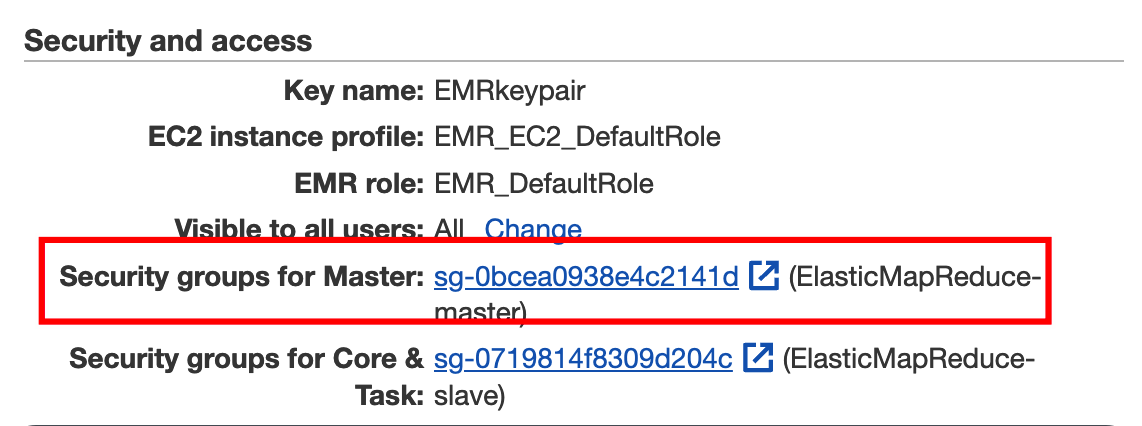 Security and access
Key name: EMRkeypair
EC2 instance profile: EMR_EC2_DefaultRole
EMR role: EMR_DefaultRole
Visible to all users: All Change
Security groups for Master: sg-0bcea0938e4c2141d (ElasticMapReduce-
master)
Security groups for Core & sg-0719814f8309d204c (ElasticMapReduce-
Task: slave)